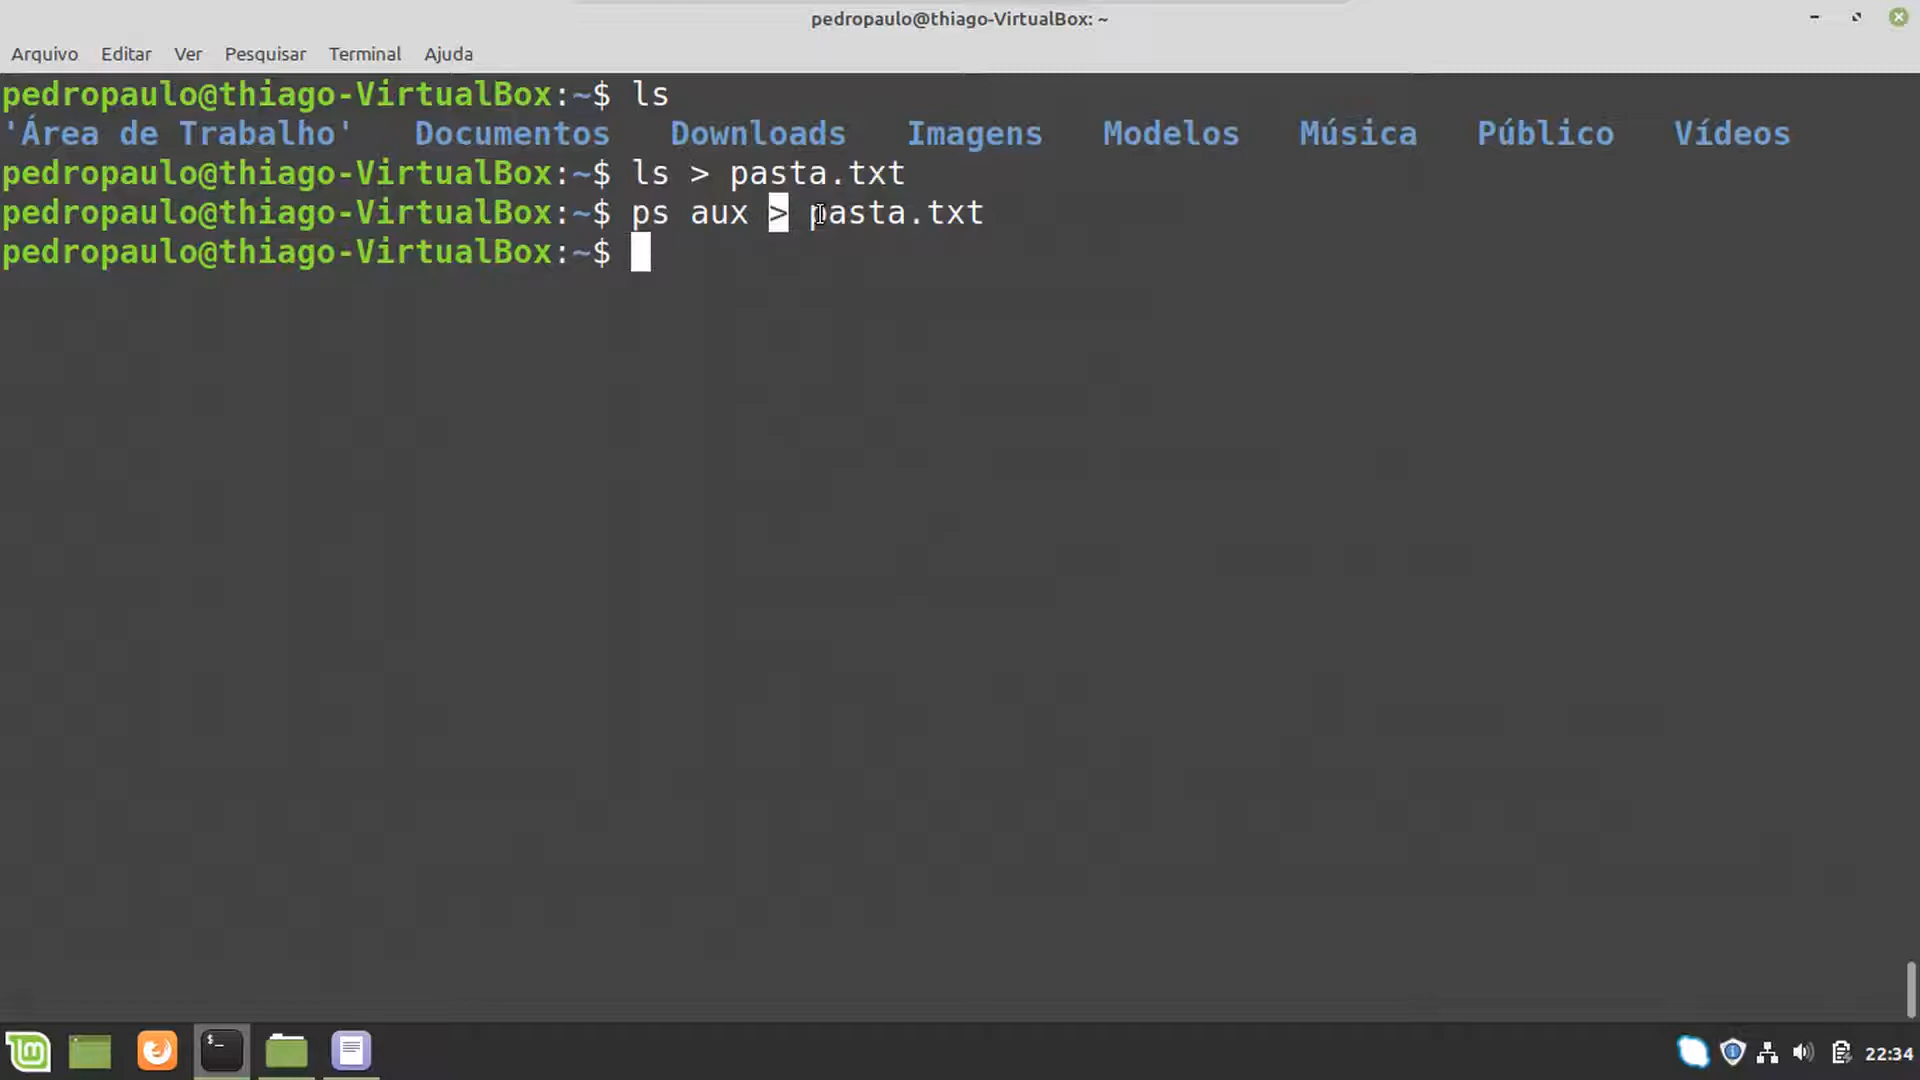 pedropaulo@thiago-VirtualBox: ~
Arquivo Editar Ver Pesquisar Terminal Ajuda
pedropaulo@thiago-VirtualBox:~$ ls
'Área de Trabalho' Documentos Downloads Imagens Modelos Música Público Vídeos
pedropaulo@thiago-VirtualBox:~$ ls > pasta.txt
pedropaulo@thiago-VirtualBox:~$ ps aux > pasta.txt
pedropaulo@thiago-VirtualBox:~$
22:34